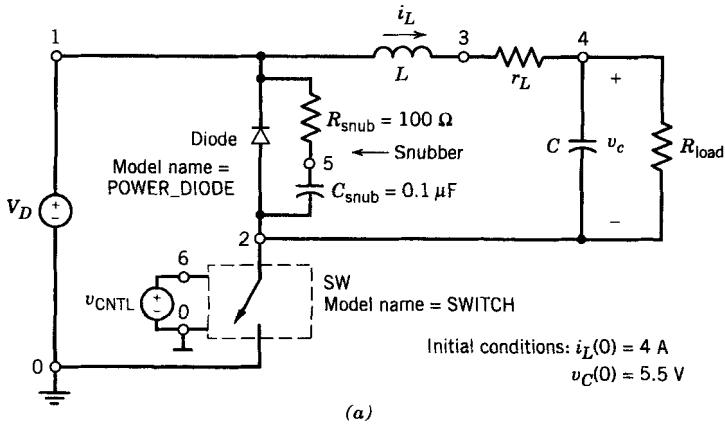 i_L
1
3
4
L
r_L
+
R_snub = 100 Ω
Diode
5
Snubber
C
v_c
R_load
Model name =
POWER_DIODE
C_snub = 0.1 μF
V_D
+
−
−
2
6
SW
Model name = SWITCH
v_CNTL
+
−
0
Initial conditions: i_L(0) = 4 A
v_C(0) = 5.5 V
0
(a)